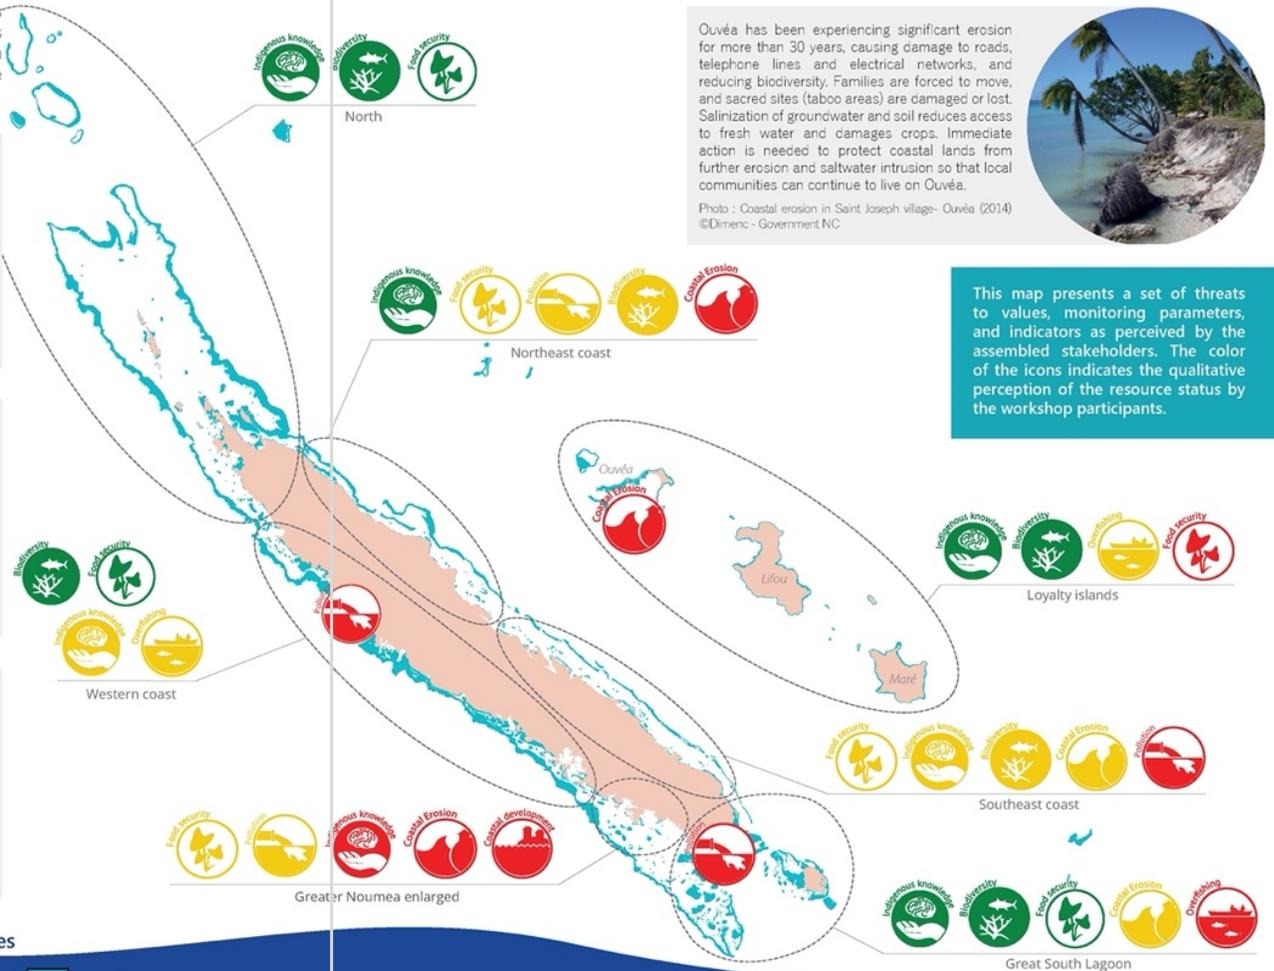 Indigenous knowledge
Biodiversity
Food security
North
Ouvéa has been experiencing significant erosion
for more than 30 years, causing damage to roads,
telephone lines and electrical networks, and
reducing biodiversity. Families are forced to move,
and sacred sites (taboo areas) are damaged or lost.
Salinization of groundwater and soil reduces access
to fresh water and damages crops. Immediate
action is needed to protect coastal lands from
further erosion and saltwater intrusion so that local
communities can continue to live on Ouvéa.
Photo : Coastal erosion in Saint Joseph village- Ouvéa (2014)
©Dimenc - Government NC
Indigenous knowledge
Food security
Pollution
Biodiversity
Coastal Erosion
Northeast coast
This map presents a set of threats
to values, monitoring parameters,
and indicators as perceived by the
assembled stakeholders. The color
of the icons indicates the qualitative
perception of the resource status by
the workshop participants.
Ouvéa
Coastal Erosion
Lifou
Maré
Indigenous knowledge
Biodiversity
Overfishing
Food security
Loyalty islands
Biodiversity
Food security
Indigenous knowledge
Overfishing
Western coast
Food security
Indigenous knowledge
Biodiversity
Coastal Erosion
Pollution
Southeast coast
Food security
Pollution
Coastal Erosion
Coastal development
Greater Noumea enlarged
Pollution
Indigenous knowledge
Biodiversity
Food security
Coastal Erosion
Overfishing
Great South Lagoon
es